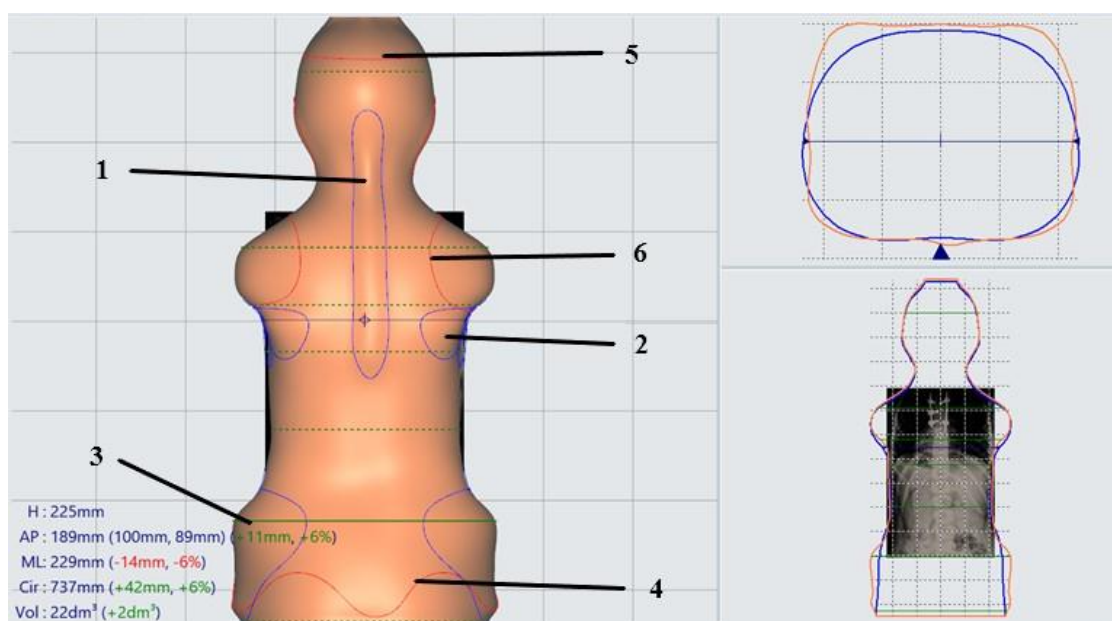 5
1
6
2
3
H : 225mm
AP : 189mm (100mm, 89mm) (+11mm, +6%)
ML: 229mm (-14mm, -6%)
Cir : 737mm (+42mm, +6%)
4
Vol : 22dm³ (+2dm³)